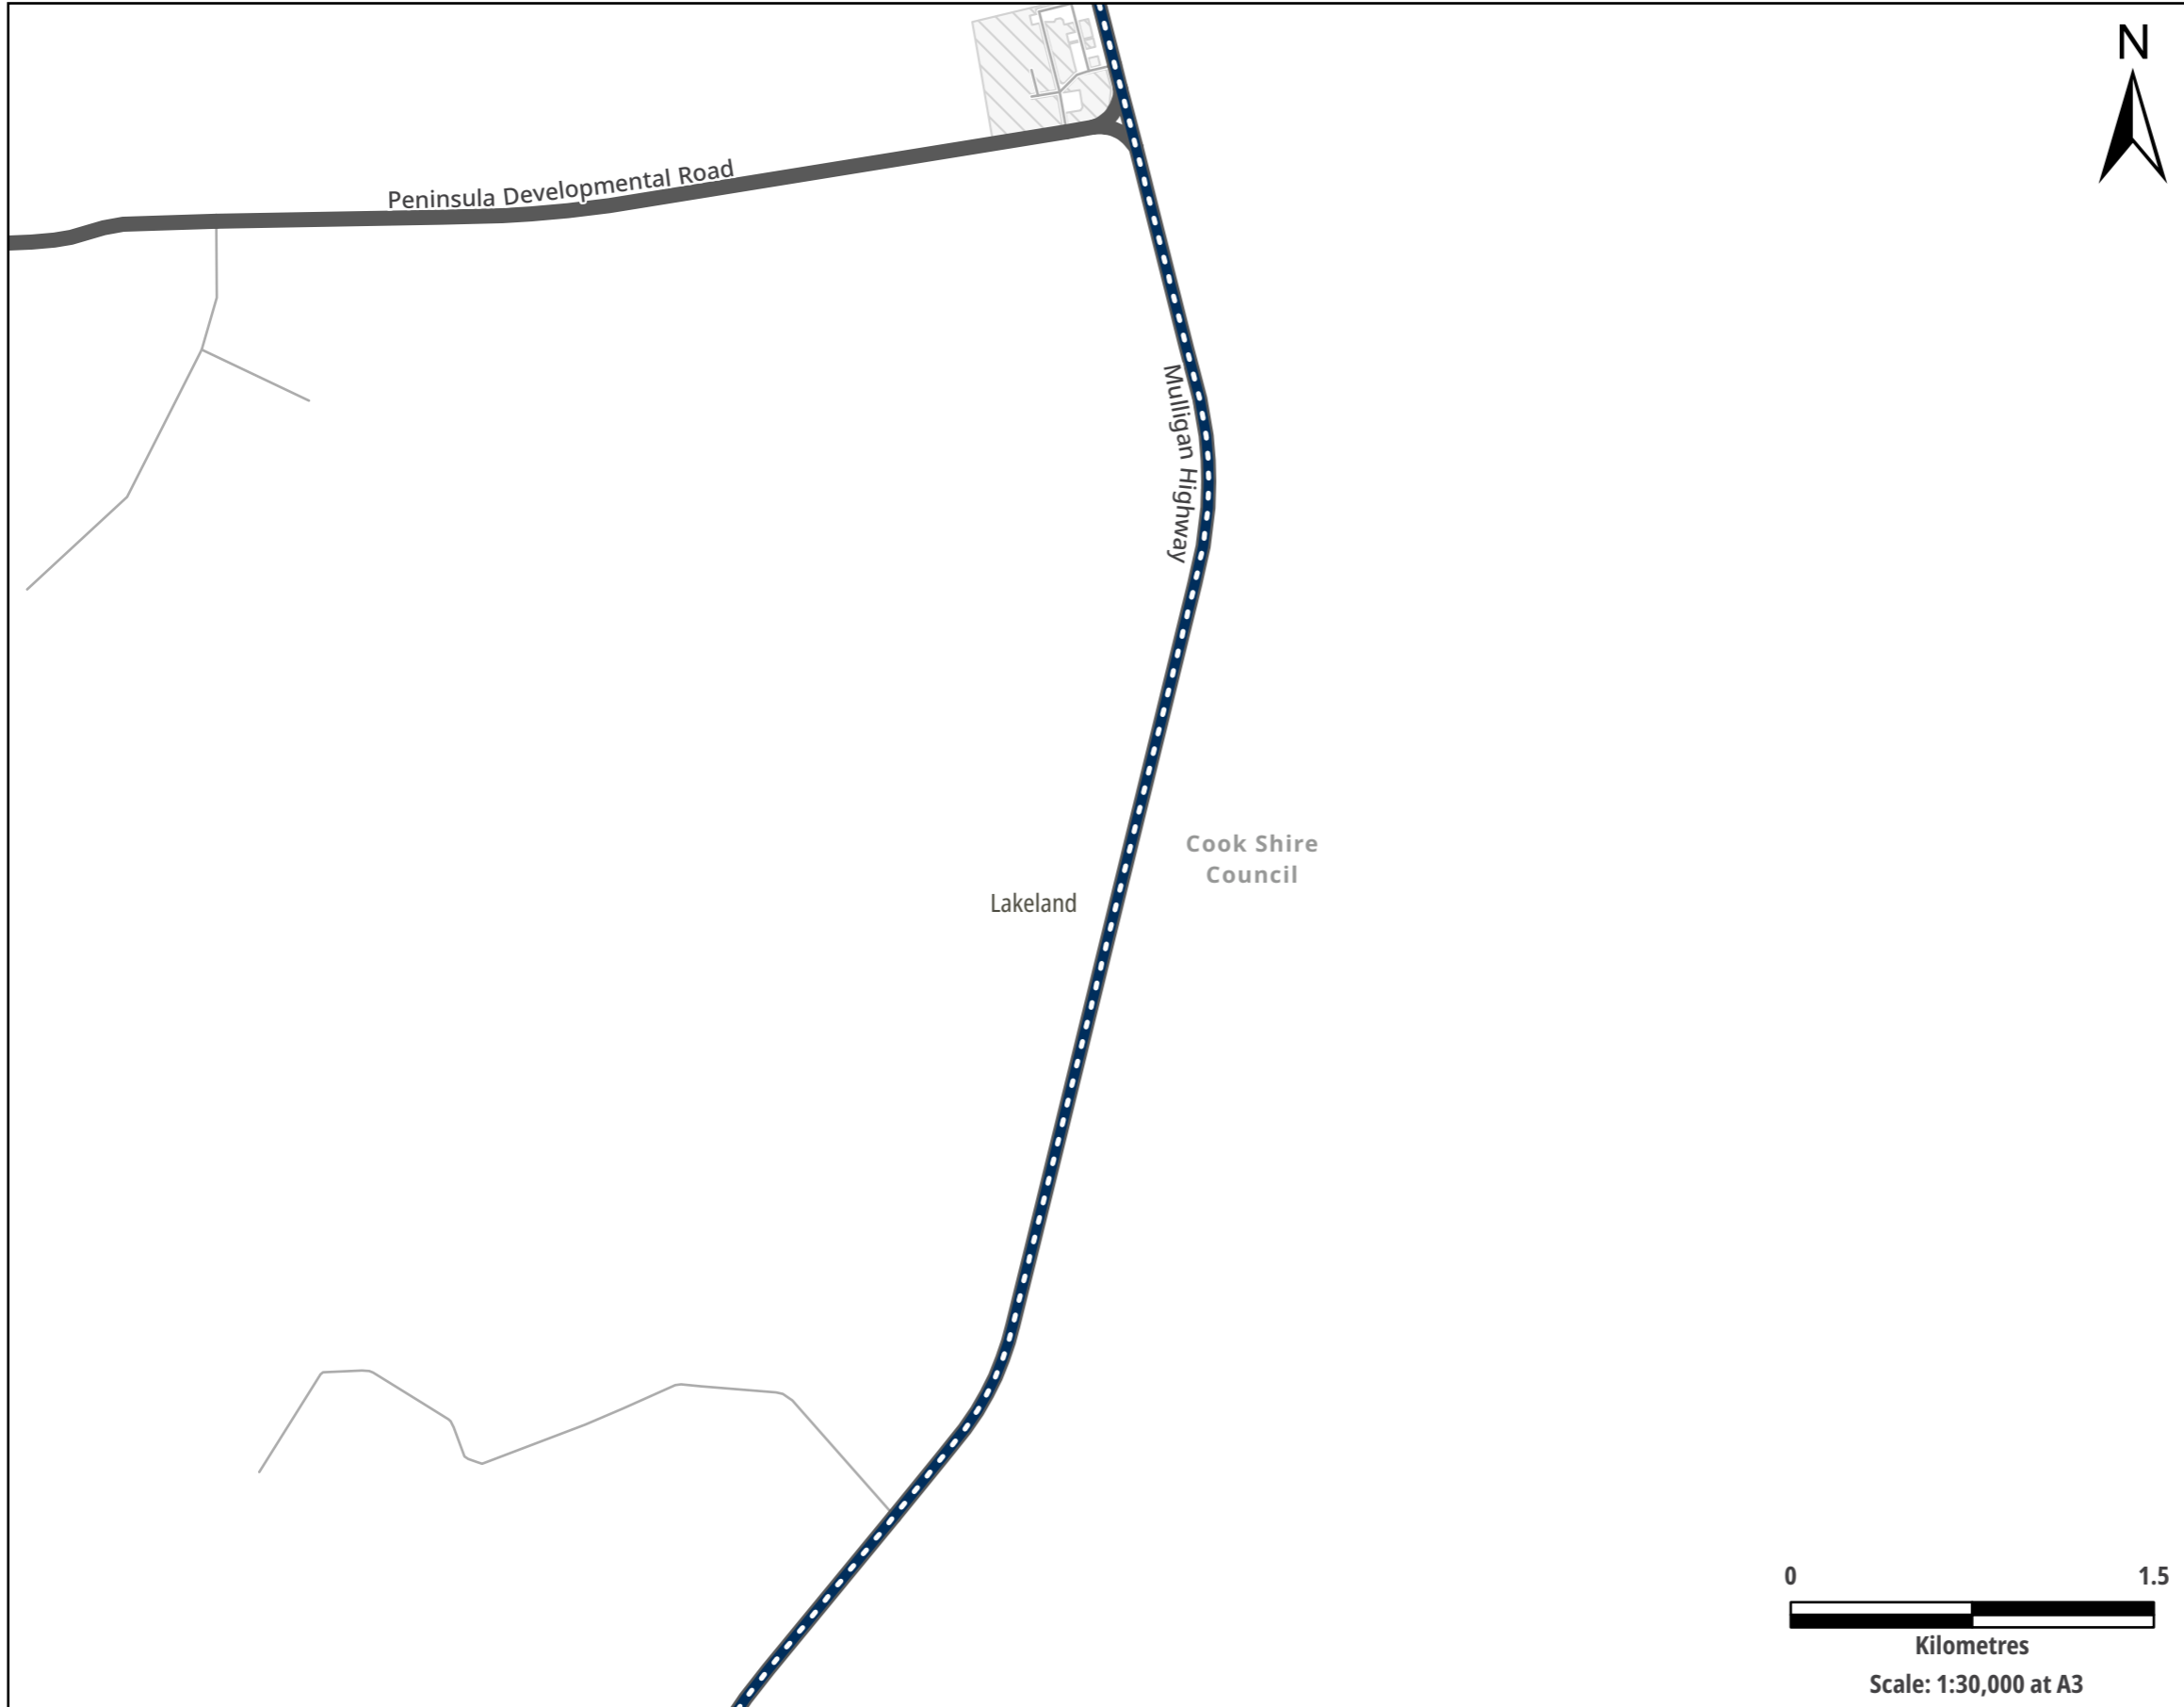 N
Peninsula Developmental Road
Mulligan Highway
Cook Shire
Council
Lakeland
0 1.5
Kilometres
Scale: 1:30,000 at A3